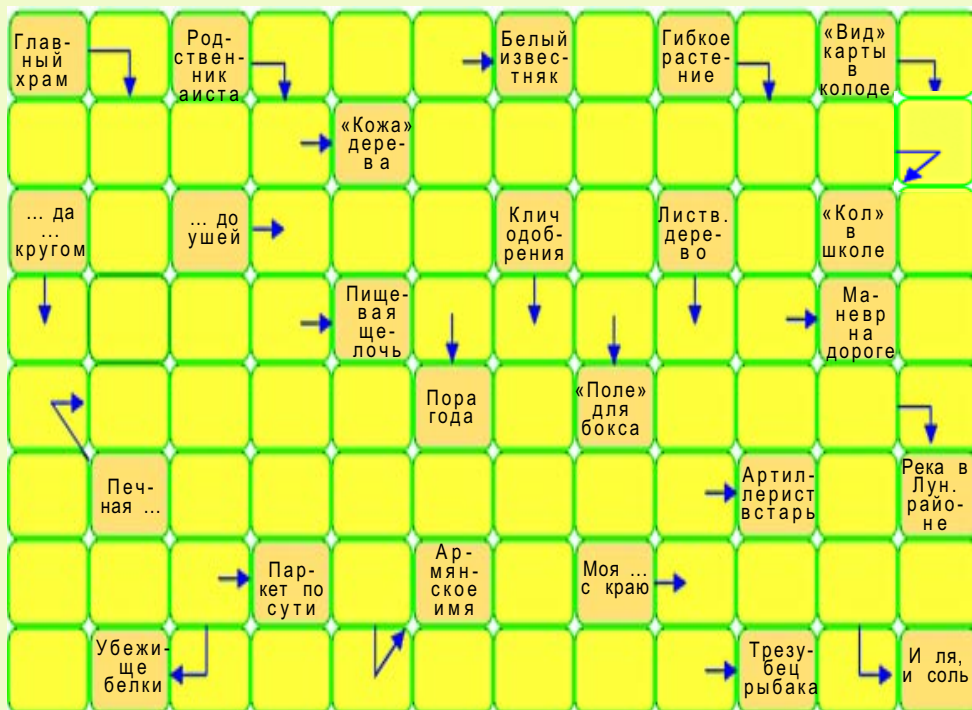 Глав-
ный
храм
Род-
ствен-
ник
аиста
Белый
извест-
няк
Гибкое
расте-
ние
«Вид»
карты
в
колоде
«Кожа»
дере-
ва
... да
...
кругом
... до
ушей
Клич
одоб-
рения
Листв.
дере-
во
«Кол»
в
школе
Пище-
вая
ще-
лочь
Ма-
невр
на
дороге
Пора
года
«Поле»
для
бокса
Печ-
ная ...
Артил-
лерист
встарь
Река в
Лун.
райо-
не
Пар-
кет по
сути
Ар-
мян-
ское
имя
Моя ...
с краю
Убежи-
ще
белки
Трезу-
бец
рыбака
И ля,
и соль